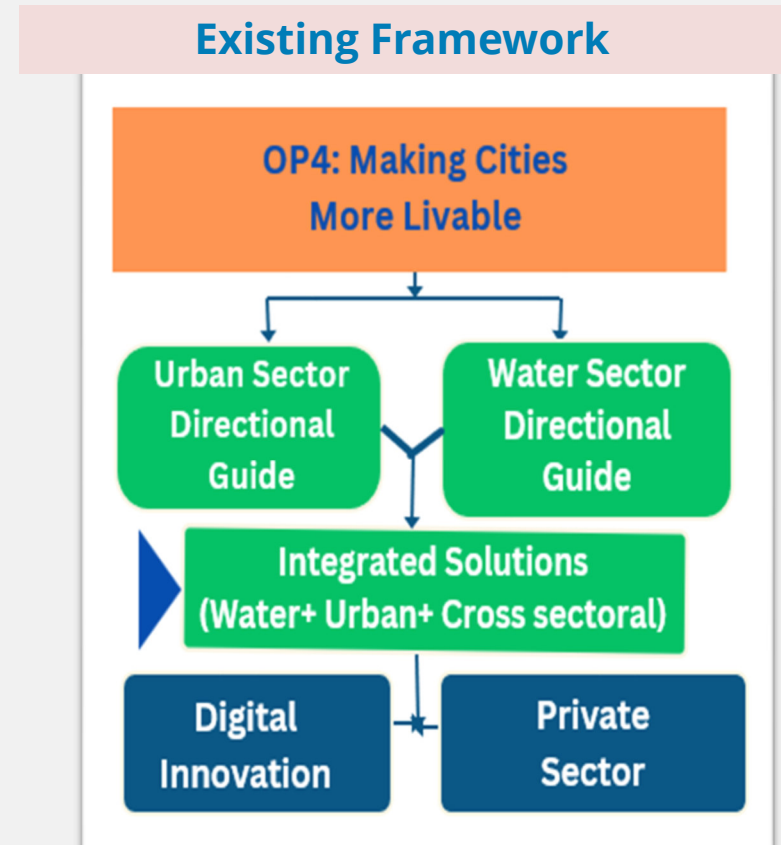 Existing Framework
OP4: Making Cities
More Livable
Urban Sector
Directional
Guide
Water Sector
Directional
Guide
Integrated Solutions
(Water+ Urban+ Cross sectoral)
Digital
Innovation
Private
Sector